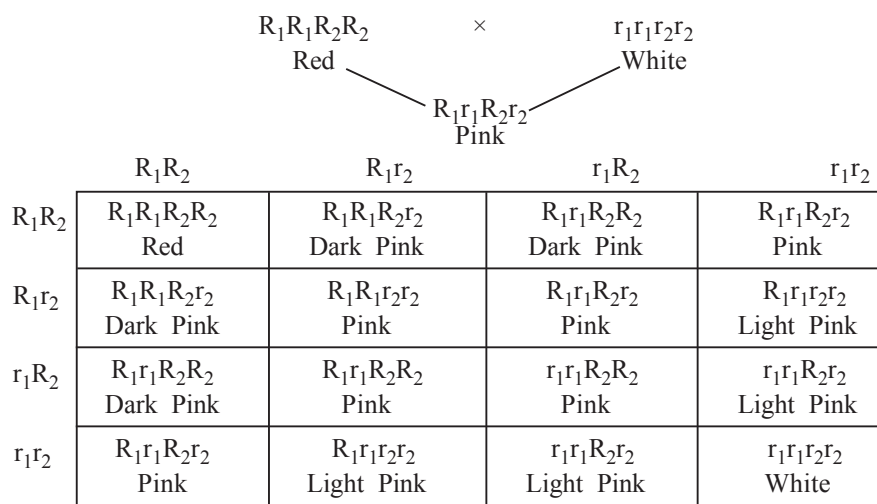 R₁R₁R₂R₂ × r₁r₁r₂r₂
Red White
R₁r₁R₂r₂
Pink
R₁R₂ R₁r₂ r₁R₂ r₁r₂
R₁R₂ R₁R₁R₂R₂ R₁R₁R₂r₂ R₁r₁R₂R₂ R₁r₁R₂r₂
Red Dark Pink Dark Pink Pink
R₁r₂ R₁R₁R₂r₂ R₁R₁r₂r₂ R₁r₁R₂r₂ R₁r₁r₂r₂
Dark Pink Pink Pink Light Pink
r₁R₂ R₁r₁R₂R₂ R₁r₁R₂R₂ r₁r₁R₂R₂ r₁r₁R₂r₂
Dark Pink Pink Pink Light Pink
r₁r₂ R₁r₁R₂r₂ R₁r₁r₂r₂ r₁r₁R₂r₂ r₁r₁r₂r₂
Pink Light Pink Light Pink White